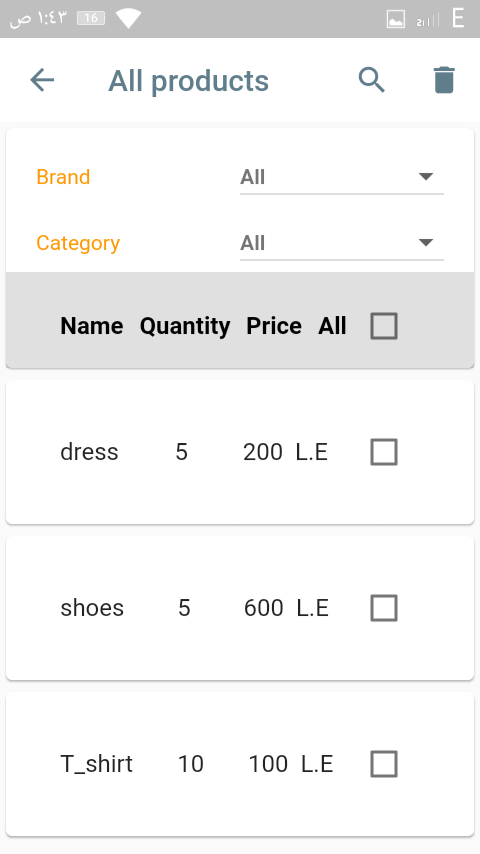 ١:٤٣ ص 16 2 E
All products
Brand All
Category All
Name Quantity Price All
dress 5 200 L.E
shoes 5 600 L.E
T_shirt 10 100 L.E